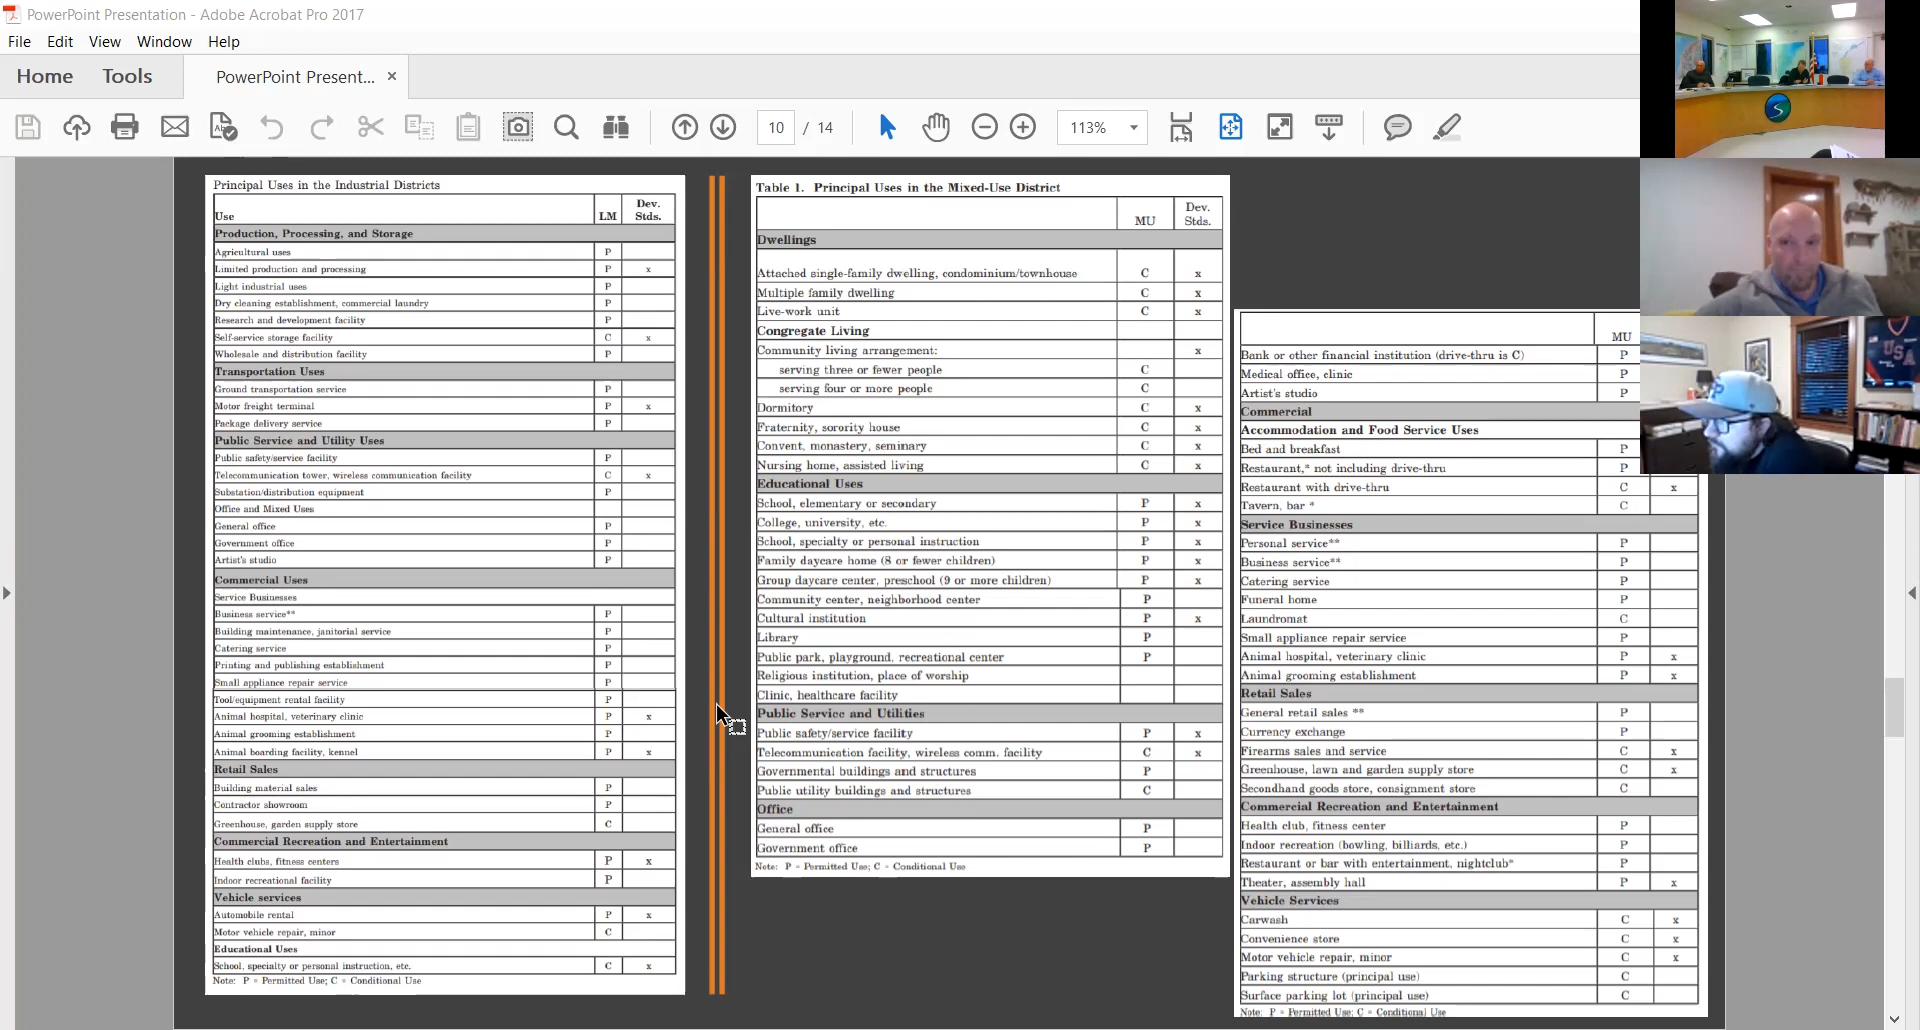 PowerPoint Presentation - Adobe Acrobat Pro 2017
File Edit View Window Help
Home Tools PowerPoint Present... ×
10 / 14 113%
Principal Uses in the Industrial Districts
Use LM Dev. Stds.
Production, Processing, and Storage
Agricultural uses P
Limited production and processing P x
Light industrial uses P
Dry cleaning establishment, commercial laundry P
Research and development facility P
Self-service storage facility C x
Wholesale and distribution facility P
Transportation Uses
Ground transportation service P
Motor freight terminal P x
Package delivery service P
Public Service and Utility Uses
Public safety/service facility P
Telecommunication tower, wireless communication facility C x
Substation/distribution equipment P
Office and Mixed Uses
General office P
Government office P
Artist's studio P
Commercial Uses
Service Businesses
Business service** P
Building maintenance, janitorial service P
Catering service P
Printing and publishing establishment P
Small appliance repair service P
Tool/equipment rental facility P
Animal hospital, veterinary clinic P x
Animal grooming establishment P
Animal boarding facility, kennel P x
Retail Sales
Building material sales P
Contractor showroom P
Greenhouse, garden supply store C
Commercial Recreation and Entertainment
Health clubs, fitness centers P x
Indoor recreational facility P
Vehicle services
Automobile rental P x
Motor vehicle repair, minor C
Educational Uses
School, specialty or personal instruction, etc. C x
Note: P = Permitted Use; C = Conditional Use
Table 1. Principal Uses in the Mixed-Use District
MU Dev. Stds.
Dwellings
Attached single-family dwelling, condominium/townhouse C x
Multiple family dwelling C x
Live-work unit C x
Congregate Living
Community living arrangement: x
serving three or fewer people C
serving four or more people C
Dormitory C x
Fraternity, sorority house C x
Convent, monastery, seminary C x
Nursing home, assisted living C x
Educational Uses
School, elementary or secondary P x
College, university, etc. P x
School, specialty or personal instruction P x
Family daycare home (8 or fewer children) P x
Group daycare center, preschool (9 or more children) P x
Community center, neighborhood center P
Cultural institution P x
Library P
Public park, playground, recreational center P
Religious institution, place of worship
Clinic, healthcare facility
Public Service and Utilities
Public safety/service facility P x
Telecommunication facility, wireless comm. facility C x
Governmental buildings and structures P
Public utility buildings and structures C
Office
General office P
Government office P
Note: P = Permitted Use; C = Conditional Use
MU
Bank or other financial institution (drive-thru is C) P
Medical office, clinic P
Artist's studio P
Commercial
Accommodation and Food Service Uses
Bed and breakfast P
Restaurant,* not including drive-thru P
Restaurant with drive-thru C x
Tavern, bar * C
Service Businesses
Personal service** P
Business service** P
Catering service P
Funeral home P
Laundromat C
Small appliance repair service P
Animal hospital, veterinary clinic P x
Animal grooming establishment P x
Retail Sales
General retail sales ** P
Currency exchange P
Firearms sales and service C x
Greenhouse, lawn and garden supply store C x
Secondhand goods store, consignment store C
Commercial Recreation and Entertainment
Health club, fitness center P
Indoor recreation (bowling, billiards, etc.) P
Restaurant or bar with entertainment, nightclub* P
Theater, assembly hall P x
Vehicle Services
Carwash C x
Convenience store C x
Motor vehicle repair, minor C x
Parking structure (principal use) C
Surface parking lot (principal use) C
Note: P = Permitted Use; C = Conditional Use
USA